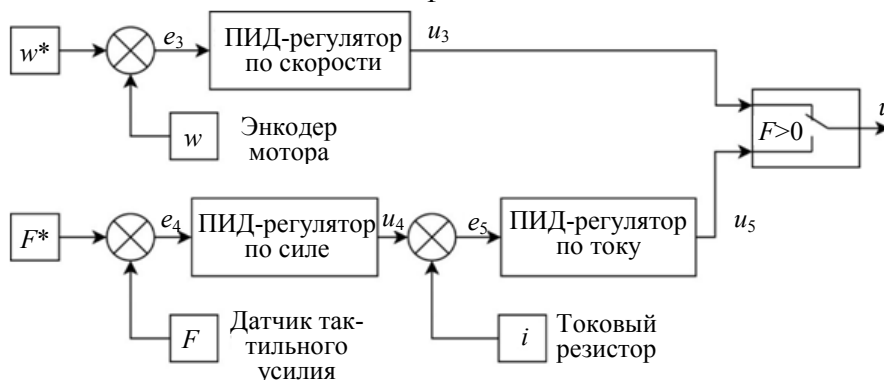 w*
e₃
ПИД-регулятор
по скорости
u₃
w
Энкодер
мотора
F>0
u
F*
e₄
ПИД-регулятор
по силе
u₄
e₅
ПИД-регулятор
по току
u₅
F
Датчик так-
тильного
усилия
i
Токовый
резистор